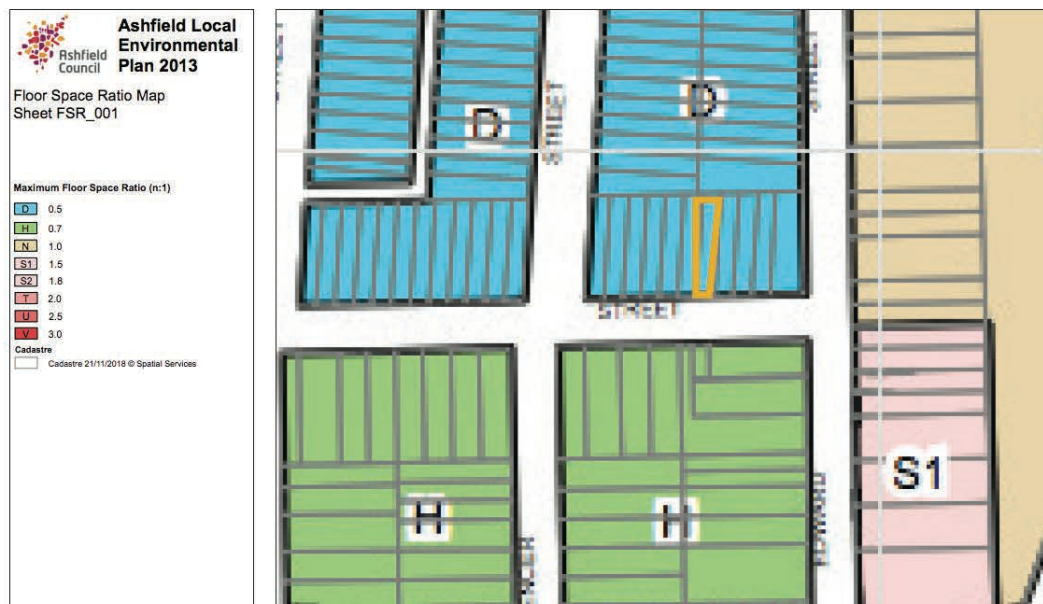 Ashfield
Council
Ashfield Local
Environmental
Plan 2013
Floor Space Ratio Map
Sheet FSR_001
Maximum Floor Space Ratio (n:1)
D 0.5
H 0.7
N 1.0
S1 1.5
S2 1.8
T 2.0
U 2.5
V 3.0
Cadastre
Cadastre 21/11/2018 © Spatial Services
D
D
STREET
STREET
STREET
H
H
S1